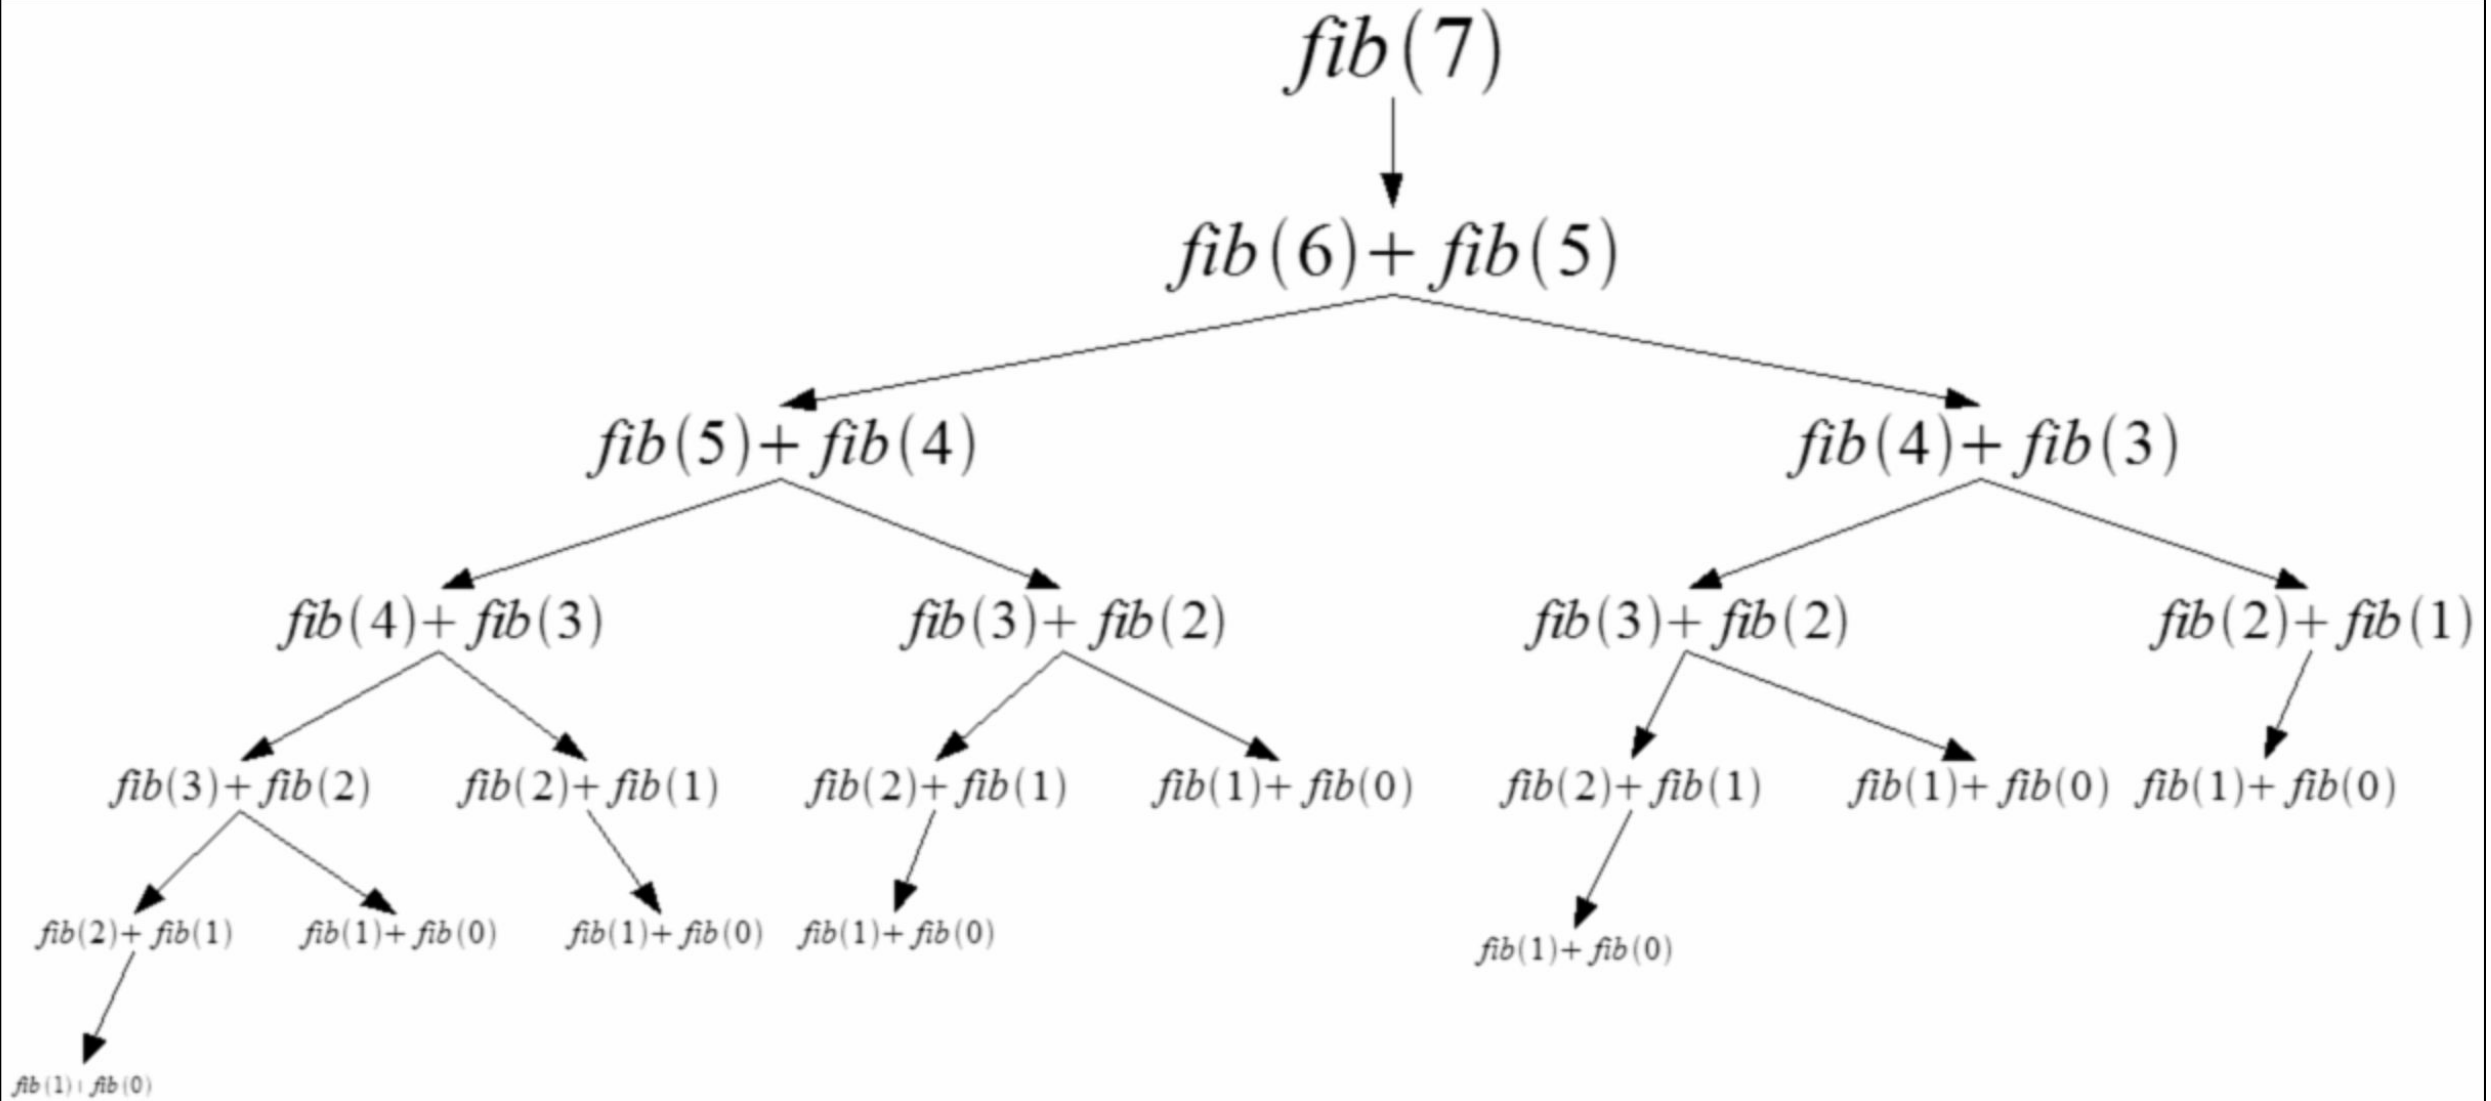 fib(7)
fib(6)+ fib(5)
fib(5)+ fib(4)
fib(4)+ fib(3)
fib(4)+ fib(3)
fib(3)+ fib(2)
fib(3)+ fib(2)
fib(2)+ fib(1)
fib(3)+ fib(2)
fib(2)+ fib(1)
fib(2)+ fib(1)
fib(1)+ fib(0)
fib(2)+ fib(1)
fib(1)+ fib(0)
fib(1)+ fib(0)
fib(2)+ fib(1)
fib(1)+ fib(0)
fib(1)+ fib(0)
fib(1)+ fib(0)
fib(1)+ fib(0)
fib(1)+ fib(0)